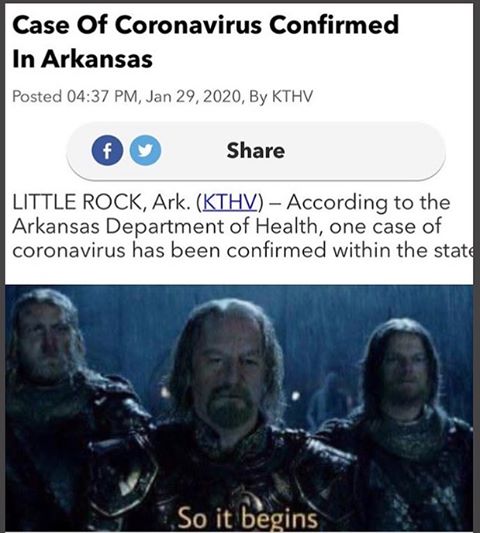 Case Of Coronavirus Confirmed
In Arkansas
Posted 04:37 PM, Jan 29, 2020, By KTHV
f
Share
LITTLE ROCK, Ark. (KTHV) – According to the
Arkansas Department of Health, one case of
coronavirus has been confirmed within the state
So it begins